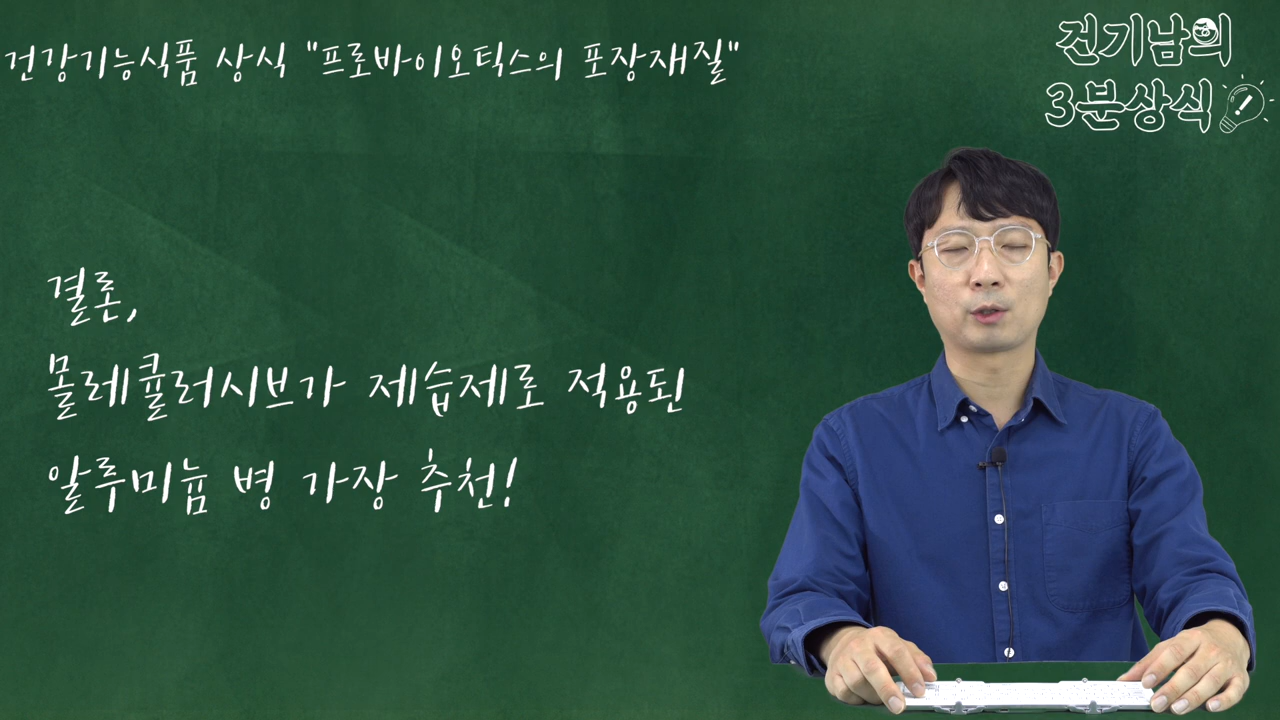 건강기능식품 상식 "프로바이오틱스의 포장재질"
건기남의
3분상식
결론,
몰레큘러시브가 제습제로 적용된
알루미늄 병 가장 추천!